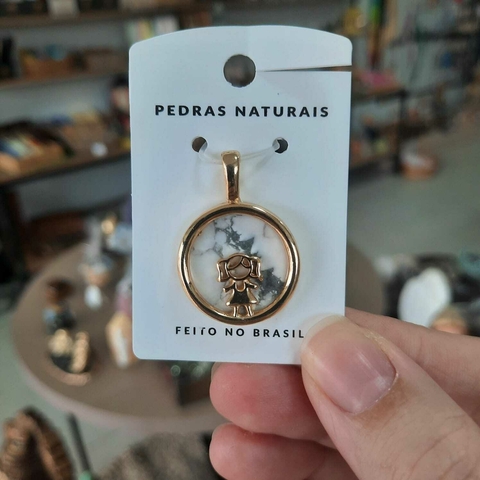 PEDRAS NATURAIS
FEITO NO BRASIL